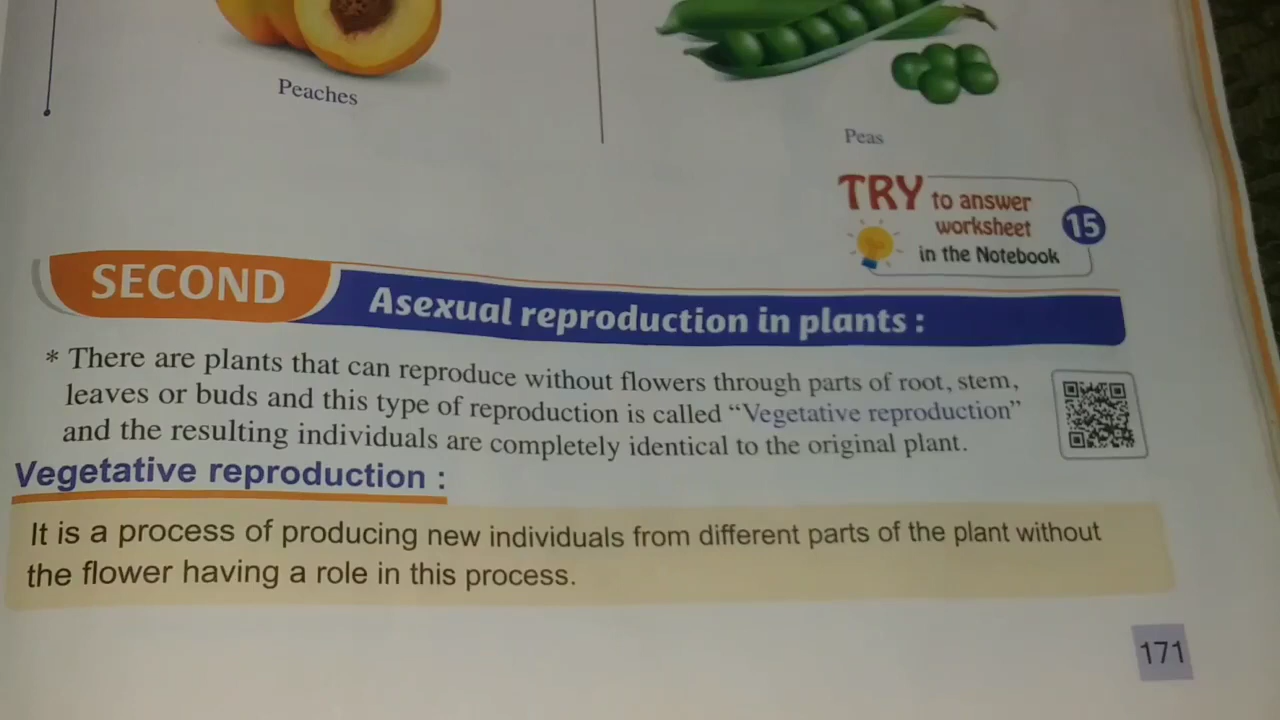 Peaches
Peas
TRY to answer
worksheet 15
in the Notebook
SECOND Asexual reproduction in plants :
* There are plants that can reproduce without flowers through parts of root, stem,
leaves or buds and this type of reproduction is called “Vegetative reproduction”
and the resulting individuals are completely identical to the original plant.
Vegetative reproduction :
It is a process of producing new individuals from different parts of the plant without
the flower having a role in this process.
171